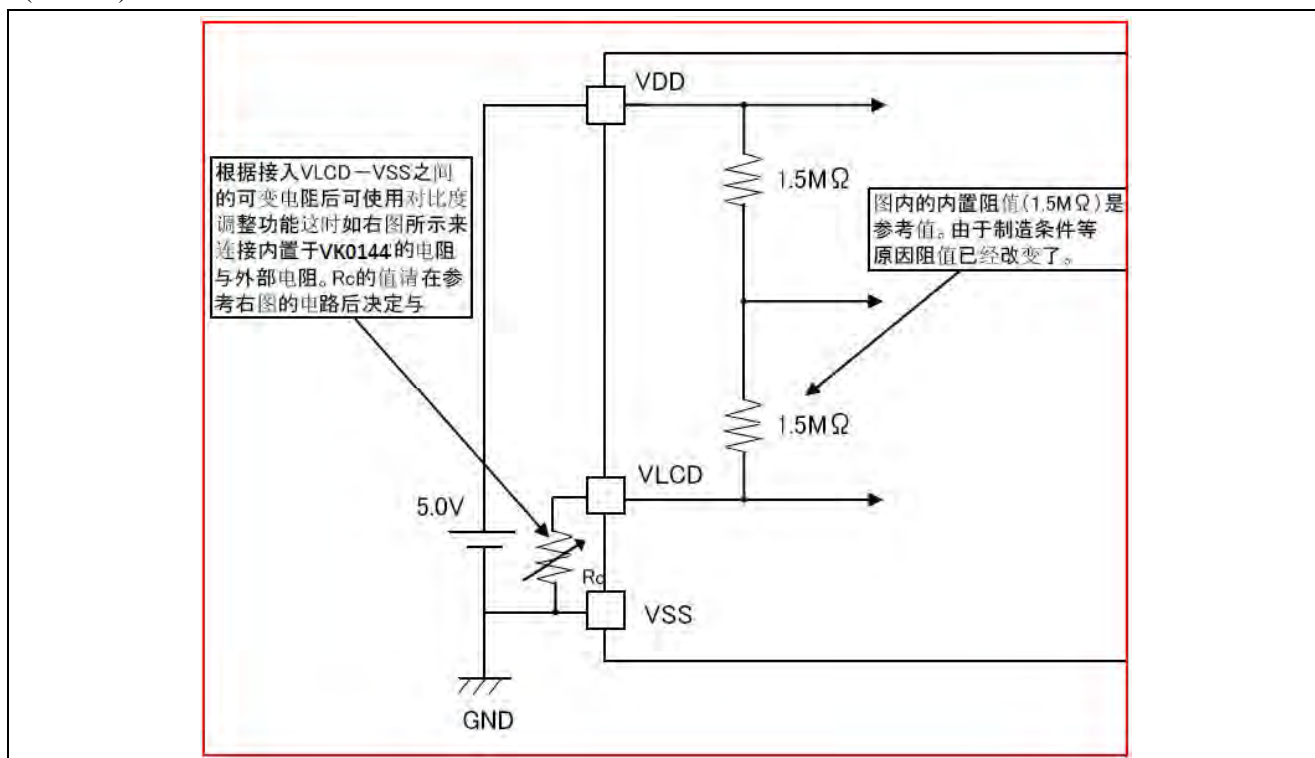 VDD
根据接入VLCD－VSS之间
的可变电阻后可使用对比度
调整功能这时如右图所示来
连接内置于VK0144的电阻
与外部电阻。Rc的值请在参
考右图的电路后决定与
1.5MΩ
图内的内置阻值(1.5MΩ)是
参考值。由于制造条件等
原因阻值已经改变了。
1.5MΩ
VLCD
5.0V
Rc
VSS
GND